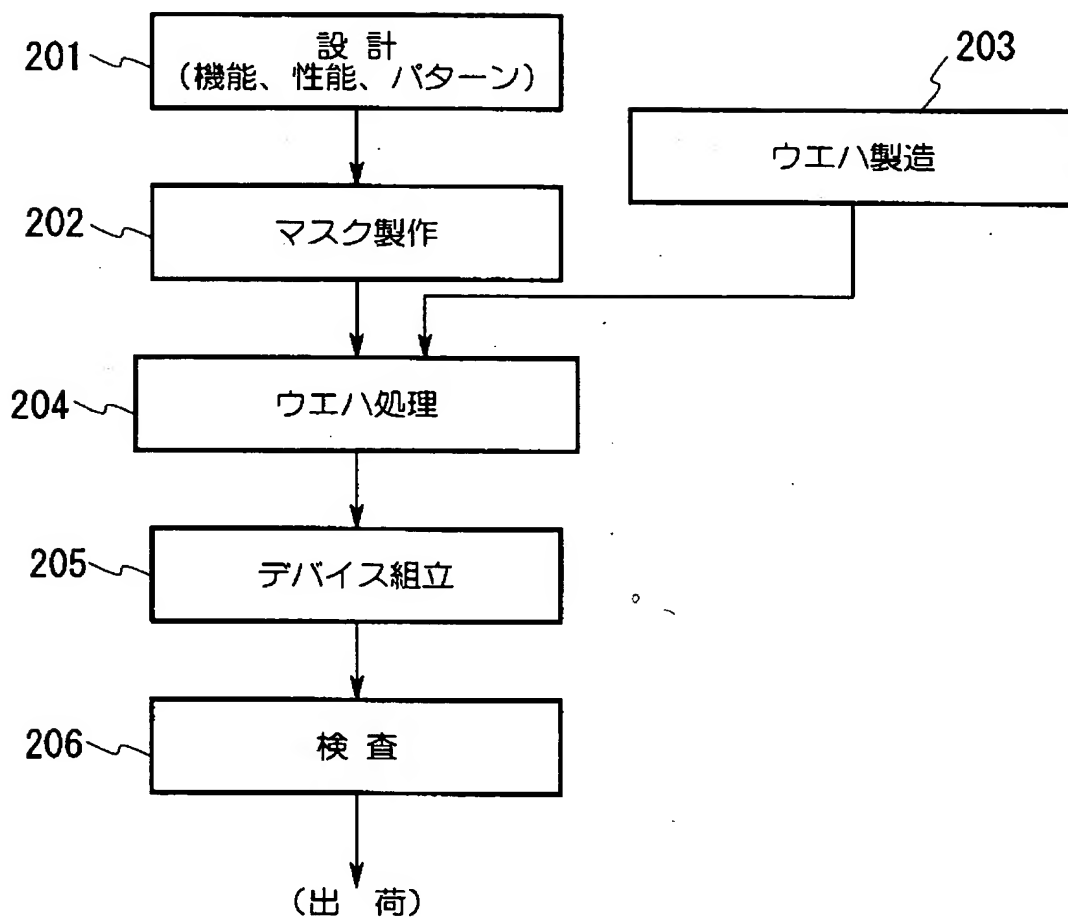 201
設 計
(機能、性能、パターン)
203
ウエハ製造
202
マスク製作
204
ウエハ処理
205
デバイス組立
206
検 査
(出 荷)